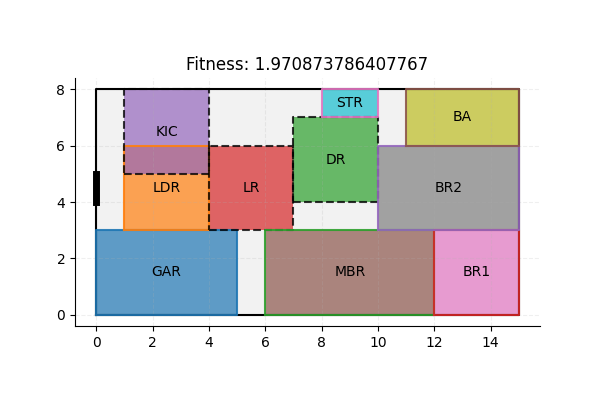 Fitness: 1.970873786407767
8
STR
BA
KIC
6
DR
LDR
LR
BR2
4
GAR
MBR
BR1
2
0
0 2 4 6 8 10 12 14